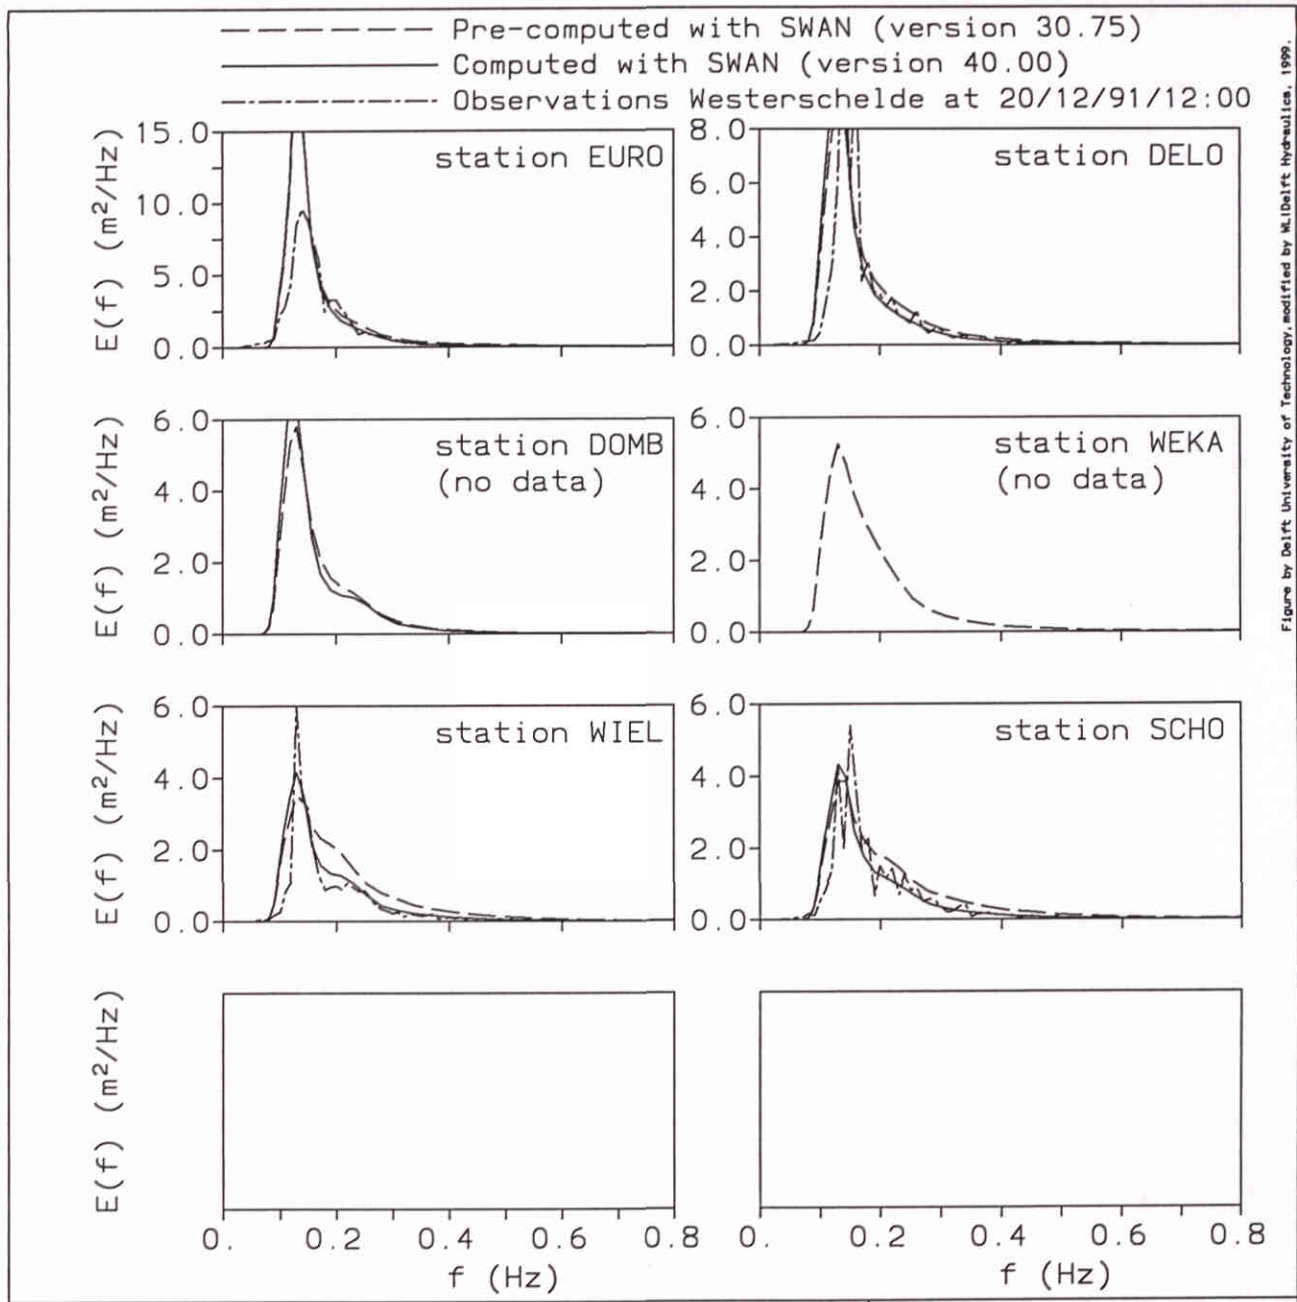 Pre-computed with SWAN (version 30.75)
Computed with SWAN (version 40.00)
Observations Westerschelde at 20/12/91/12:00
E(f) (m²/Hz)
15.0
10.0
5.0
0.0
station EURO
8.0
6.0
4.0
2.0
0.0
station DELO
E(f) (m²/Hz)
6.0
4.0
2.0
0.0
station DOMB
(no data)
6.0
4.0
2.0
0.0
station WEKA
(no data)
E(f) (m²/Hz)
6.0
4.0
2.0
0.0
station WIEL
6.0
4.0
2.0
0.0
station SCHO
E(f) (m²/Hz)
0. 0.2 0.4 0.6 0.8
f (Hz)
0. 0.2 0.4 0.6 0.8
f (Hz)
Figure by Delft University of Technology, modified by WL|Delft Hydraulics, 1999.